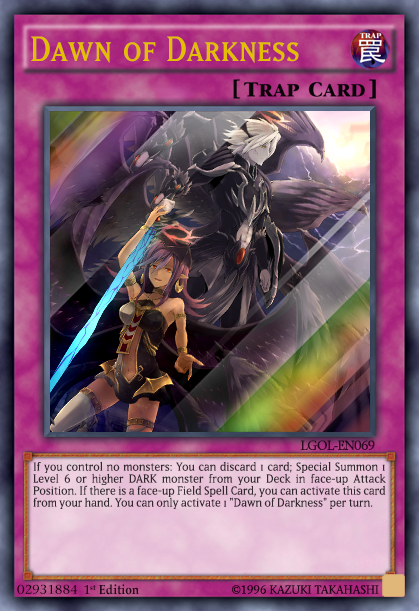 Dawn of Darkness
TRAP
罠
[Trap Card]
LGOL-EN069
If you control no monsters: You can discard 1 card; Special Summon 1
Level 6 or higher DARK monster from your Deck in face-up Attack
Position. If there is a face-up Field Spell Card, you can activate this card
from your hand. You can only activate 1 "Dawn of Darkness" per turn.
02931884 1st Edition ©1996 KAZUKI TAKAHASHI